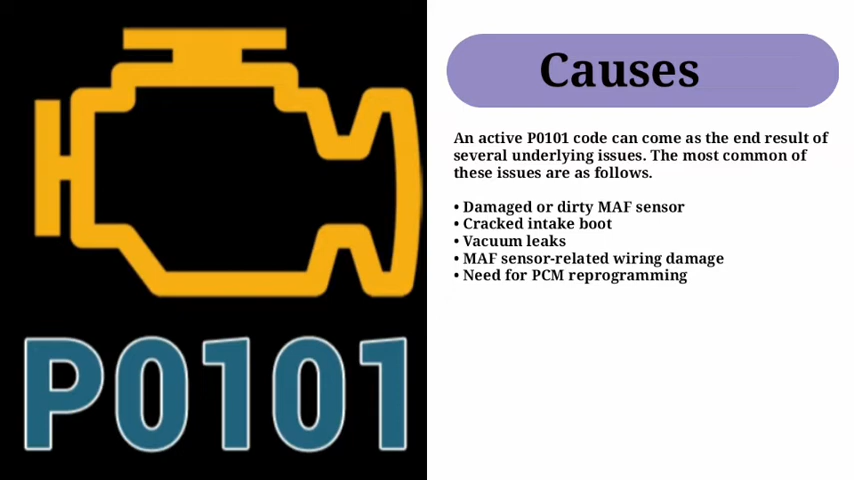 P0101
Causes
An active P0101 code can come as the end result of
several underlying issues. The most common of
these issues are as follows.
• Damaged or dirty MAF sensor
• Cracked intake boot
• Vacuum leaks
• MAF sensor-related wiring damage
• Need for PCM reprogramming